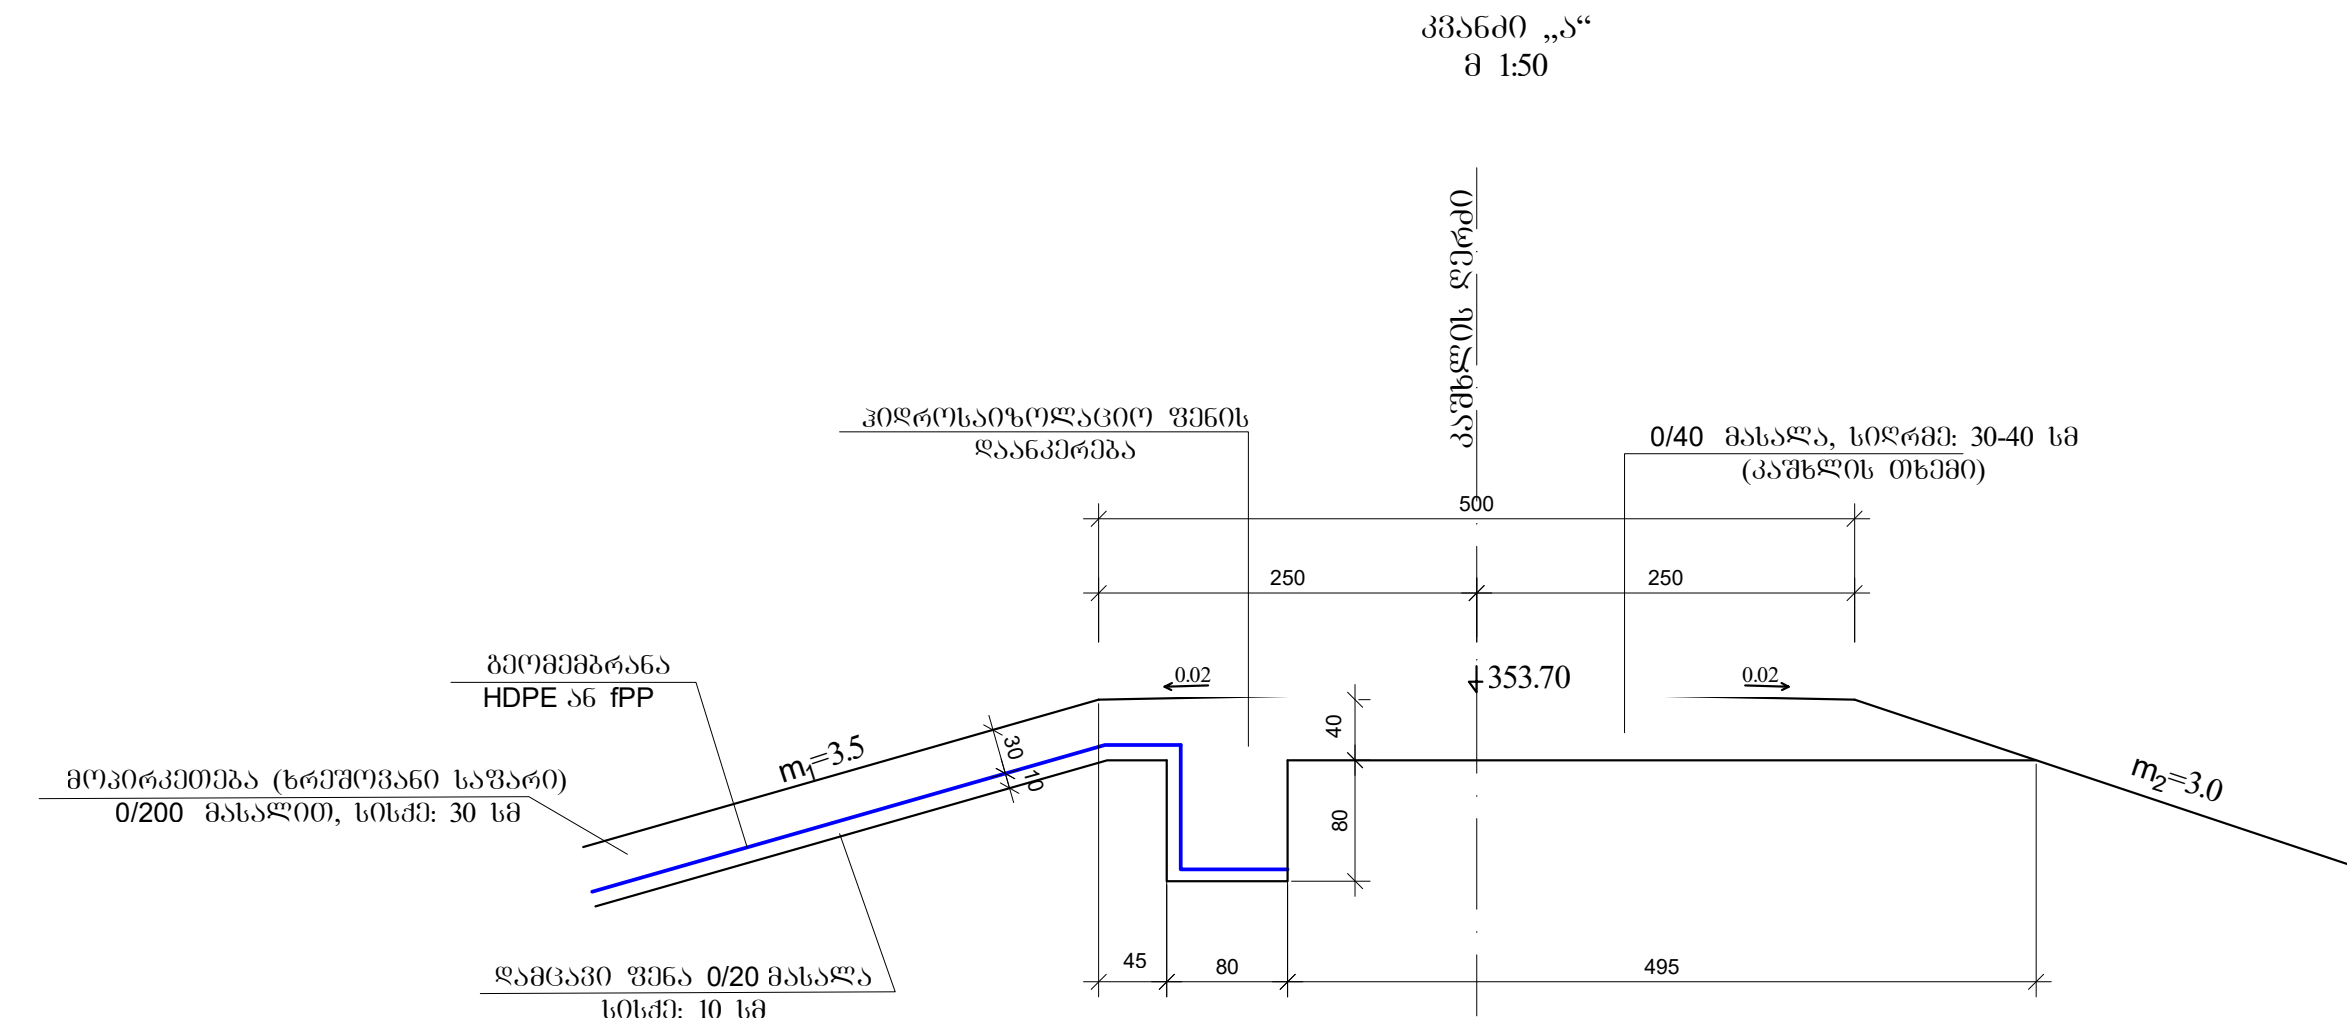 კვანძი „ა“
მ 1:50
კაშხლის ღერძი
ჰიდროსაიზოლაციო ფენის
დაანკერება
0/40 მასალა, სიღრმე: 30-40 სმ
(კაშხლის თხემი)
500
250
250
გეომემბრანა
HDPE ან fPP
0.02
353.70
0.02
40
30
10
m₁=3.5
m₂=3.0
მოპირკეთება (ხრეშოვანი საფარი)
0/200 მასალით, სისქე: 30 სმ
80
45
80
495
დამცავი ფენა 0/20 მასალა
სისქე: 10 სმ